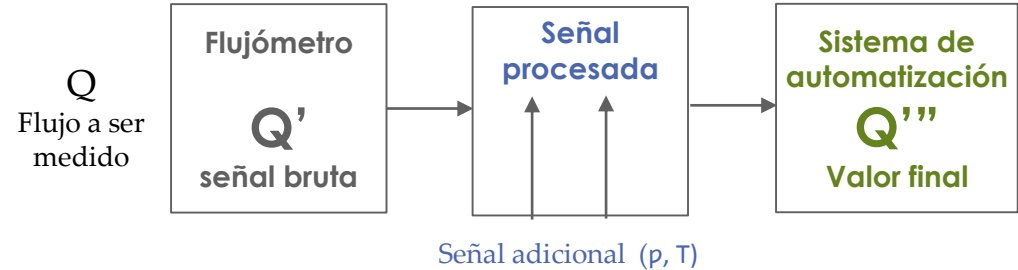 Q
Flujo a ser
medido
Flujómetro
Q’
señal bruta
Señal
procesada
Señal adicional (p, T)
Sistema de
automatización
Q’”
Valor final